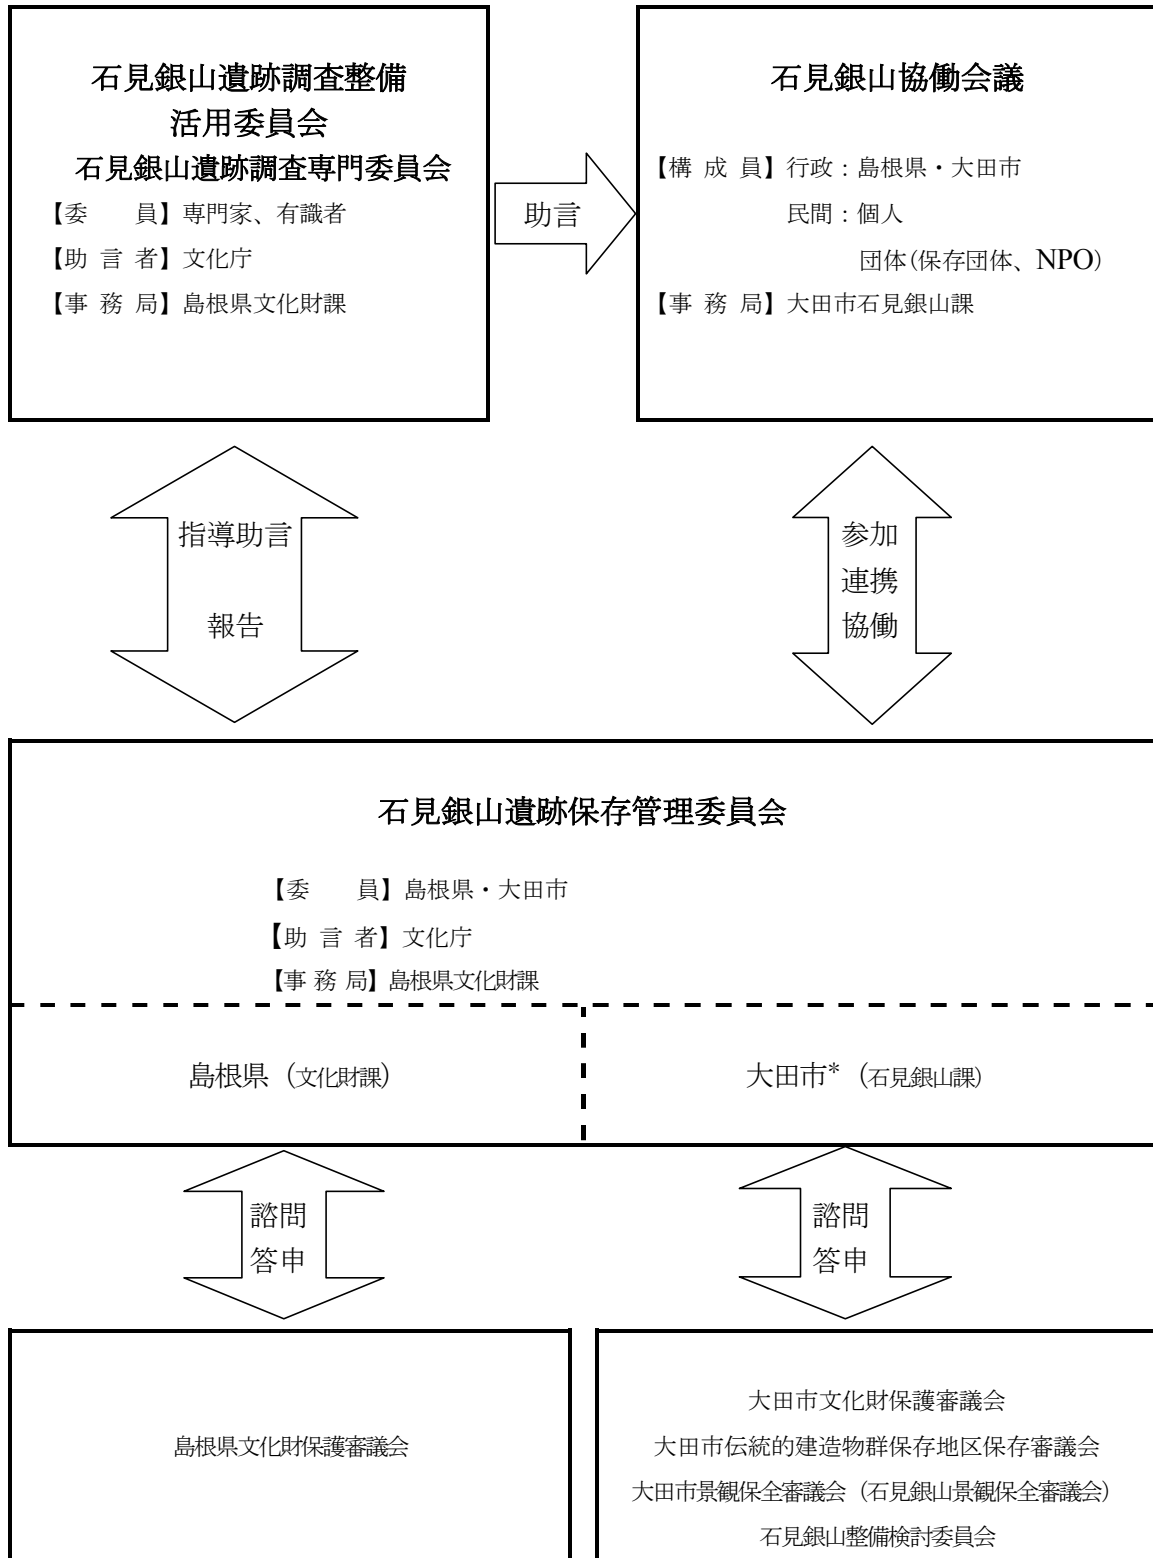 石見銀山遺跡調査整備
活用委員会
石見銀山遺跡調査専門委員会
【委　　員】専門家、有識者
【助 言 者】文化庁
【事 務 局】島根県文化財課
助言
石見銀山協働会議
【構 成 員】行政：島根県・大田市
民間：個人
団体（保存団体、NPO）
【事 務 局】大田市石見銀山課
指導助言
報告
参加
連携
協働
石見銀山遺跡保存管理委員会
【委　　員】島根県・大田市
【助 言 者】文化庁
【事 務 局】島根県文化財課
島根県（文化財課）
大田市*（石見銀山課）
諮問
答申
諮問
答申
島根県文化財保護審議会
大田市文化財保護審議会
大田市伝統的建造物群保存地区保存審議会
大田市景観保全審議会（石見銀山景観保全審議会）
石見銀山整備検討委員会